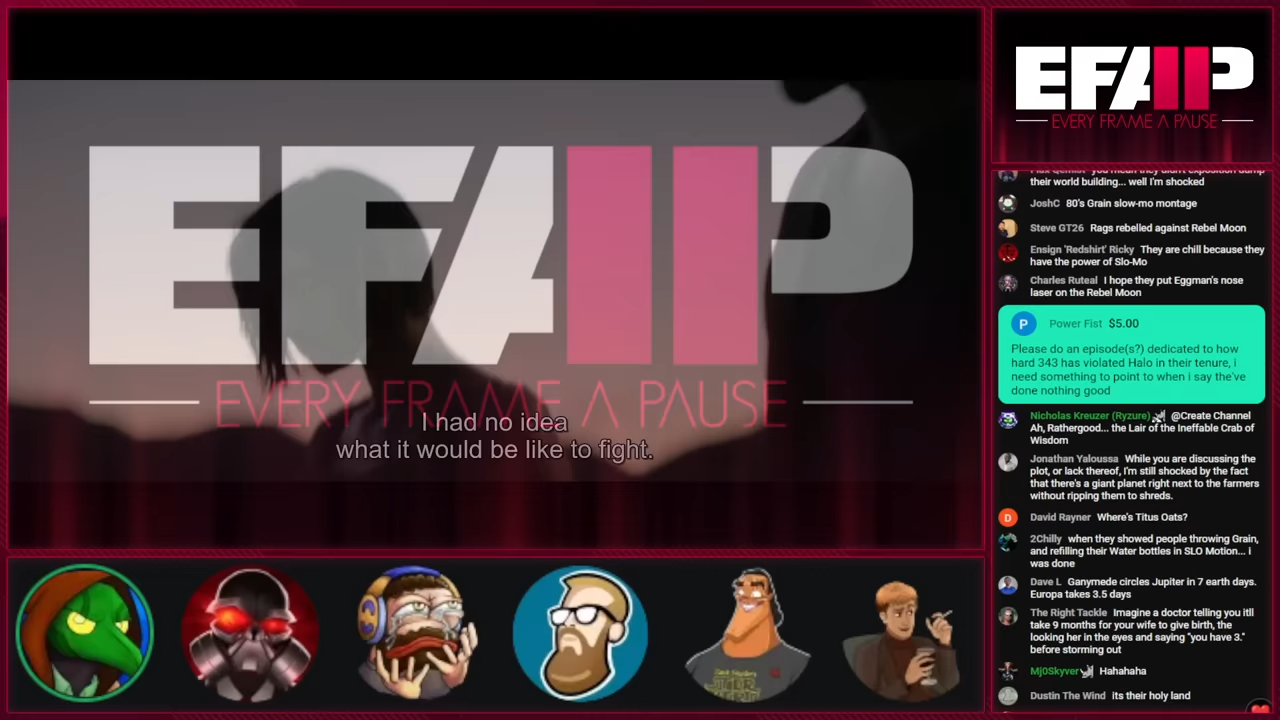 EFAP
EVERY FRAME A PAUSE
I had no idea
what it would be like to fight.
EFAP
EVERY FRAME A PAUSE
their world building... well I'm shocked
JoshC 80's Grain slow-mo montage
Steve GT26 Rags rebelled against Rebel Moon
Ensign 'Redshirt' Ricky They are chill because they
have the power of Slo-Mo
Charles Ruteal I hope they put Eggman's nose
laser on the Rebel Moon
P Power Fist $5.00
Please do an episode(s?) dedicated to how
hard 343 has violated Halo in their tenure, i
need something to point to when i say the've
done nothing good
Nicholas Kreuzer (Ryzure) @Create Channel
Ah, Rathergood... the Lair of the Ineffable Crab of
Wisdom
Jonathan Yaloussa While you are discussing the
plot, or lack thereof, I'm still shocked by the fact
that there's a giant planet right next to the farmers
without ripping them to shreds.
D David Rayner Where's Titus Oats?
2Chilly when they showed people throwing Grain,
and refilling their Water bottles in SLO Motion... i
was done
Dave L Ganymede circles Jupiter in 7 earth days.
Europa takes 3.5 days
The Right Tackle Imagine a doctor telling you itll
take 9 months for your wife to give birth, the
looking her in the eyes and saying "you have 3."
before storming out
Mj0Skyver Hahahaha
Dustin The Wind its their holy land